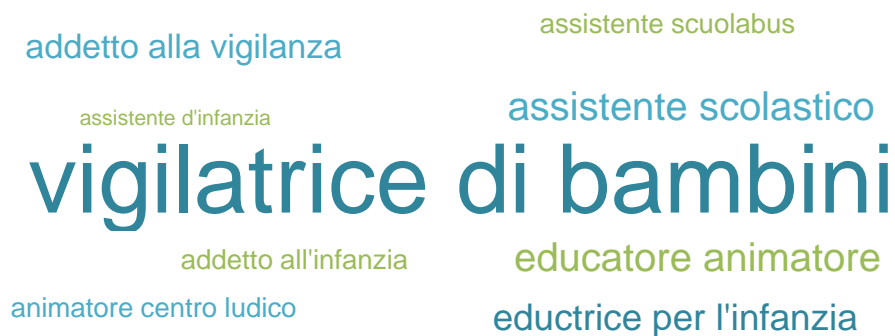 assistente scuolabus
addetto alla vigilanza
assistente scolastico
assistente d'infanzia
vigilatrice di bambini
addetto all'infanzia
educatore animatore
animatore centro ludico
eductrice per l'infanzia